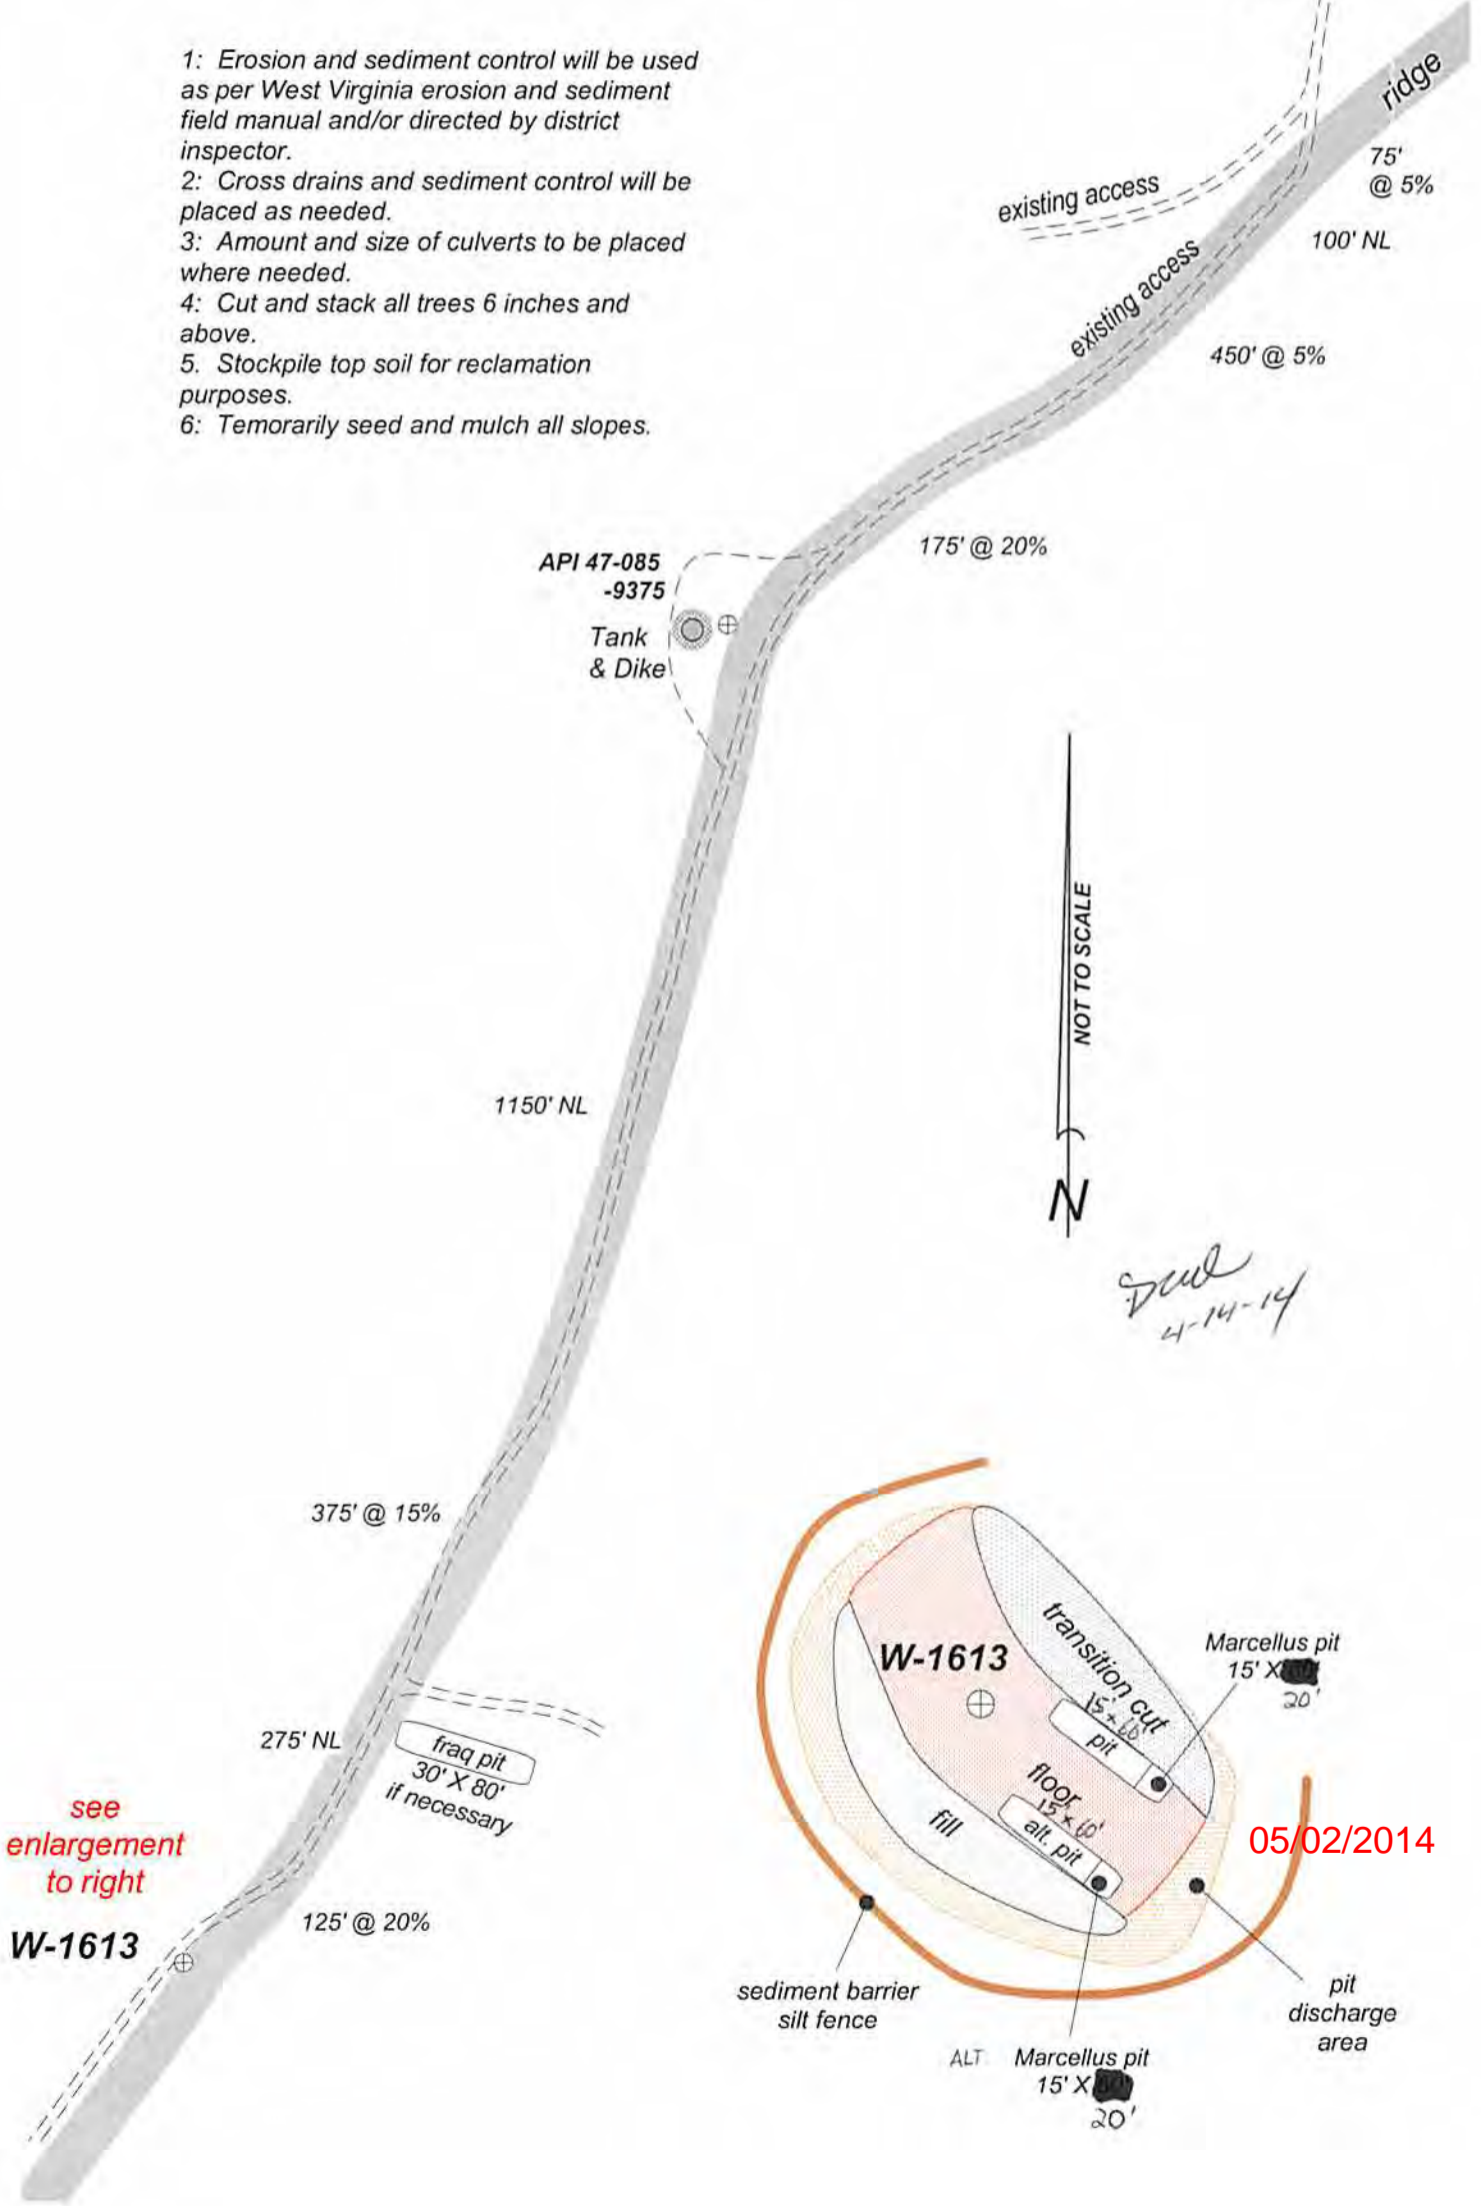 1: Erosion and sediment control will be used
as per West Virginia erosion and sediment
field manual and/or directed by district
inspector.
2: Cross drains and sediment control will be
placed as needed.
3: Amount and size of culverts to be placed
where needed.
4: Cut and stack all trees 6 inches and
above.
5. Stockpile top soil for reclamation
purposes.
6: Temorarily seed and mulch all slopes.
ridge
75'
@ 5%
existing access
100' NL
existing access
450' @ 5%
175' @ 20%
API 47-085
-9375
Tank
& Dike
NOT TO SCALE
N
4-14-14
1150' NL
375' @ 15%
275' NL
fraq pit
30' X 80'
if necessary
see
enlargement
to right
W-1613
125' @ 20%
transition cut
W-1613
15' x 60'
pit
Marcellus pit
15' X
20'
floor
15' x 60'
alt. pit
fill
05/02/2014
sediment barrier
silt fence
pit
discharge
area
ALT Marcellus pit
15' X
20'